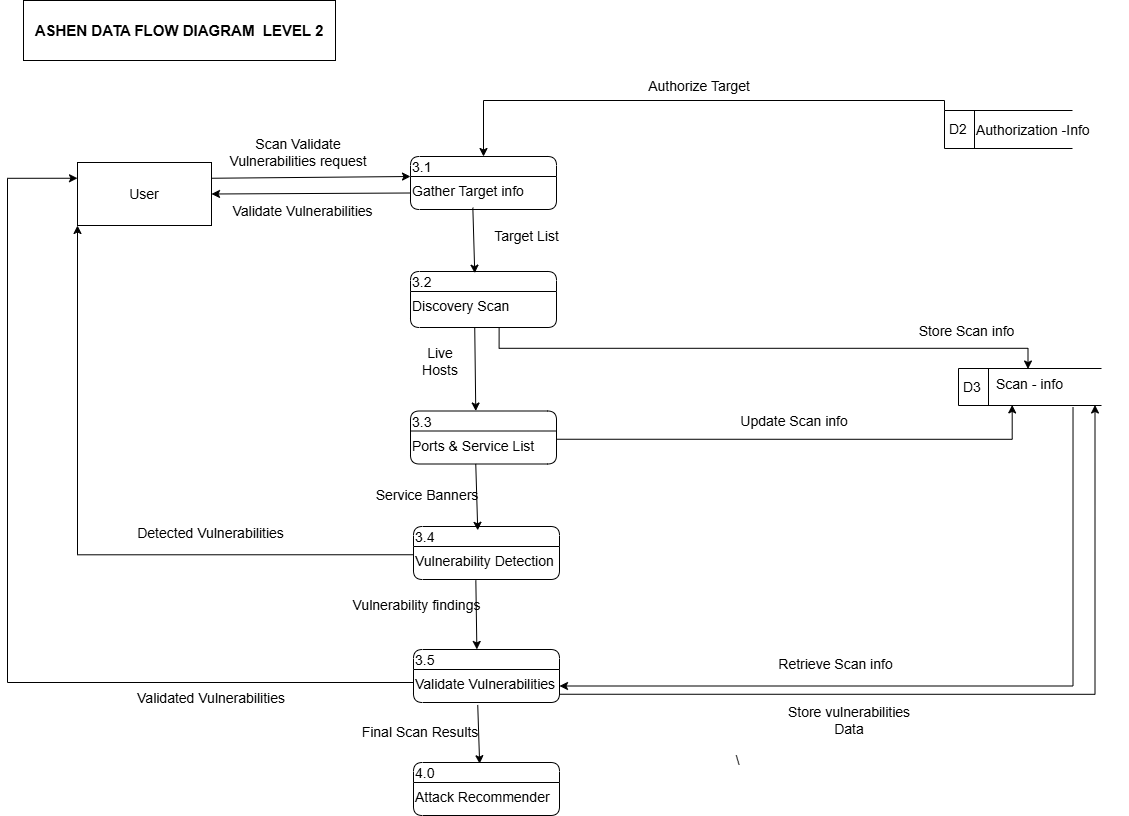 ASHEN DATA FLOW DIAGRAM LEVEL 2
Authorize Target
D2
Authorization -Info
Scan Validate
Vulnerabilities request
User
Validate Vulnerabilities
3.1
Gather Target info
Target List
3.2
Discovery Scan
Store Scan info
Live
Hosts
D3
Scan - info
3.3
Ports & Service List
Update Scan info
Service Banners
3.4
Vulnerability Detection
Detected Vulnerabilities
Vulnerability findings
3.5
Validate Vulnerabilities
Retrieve Scan info
Validated Vulnerabilities
Store vulnerabilities
Data
Final Scan Results
\
4.0
Attack Recommender